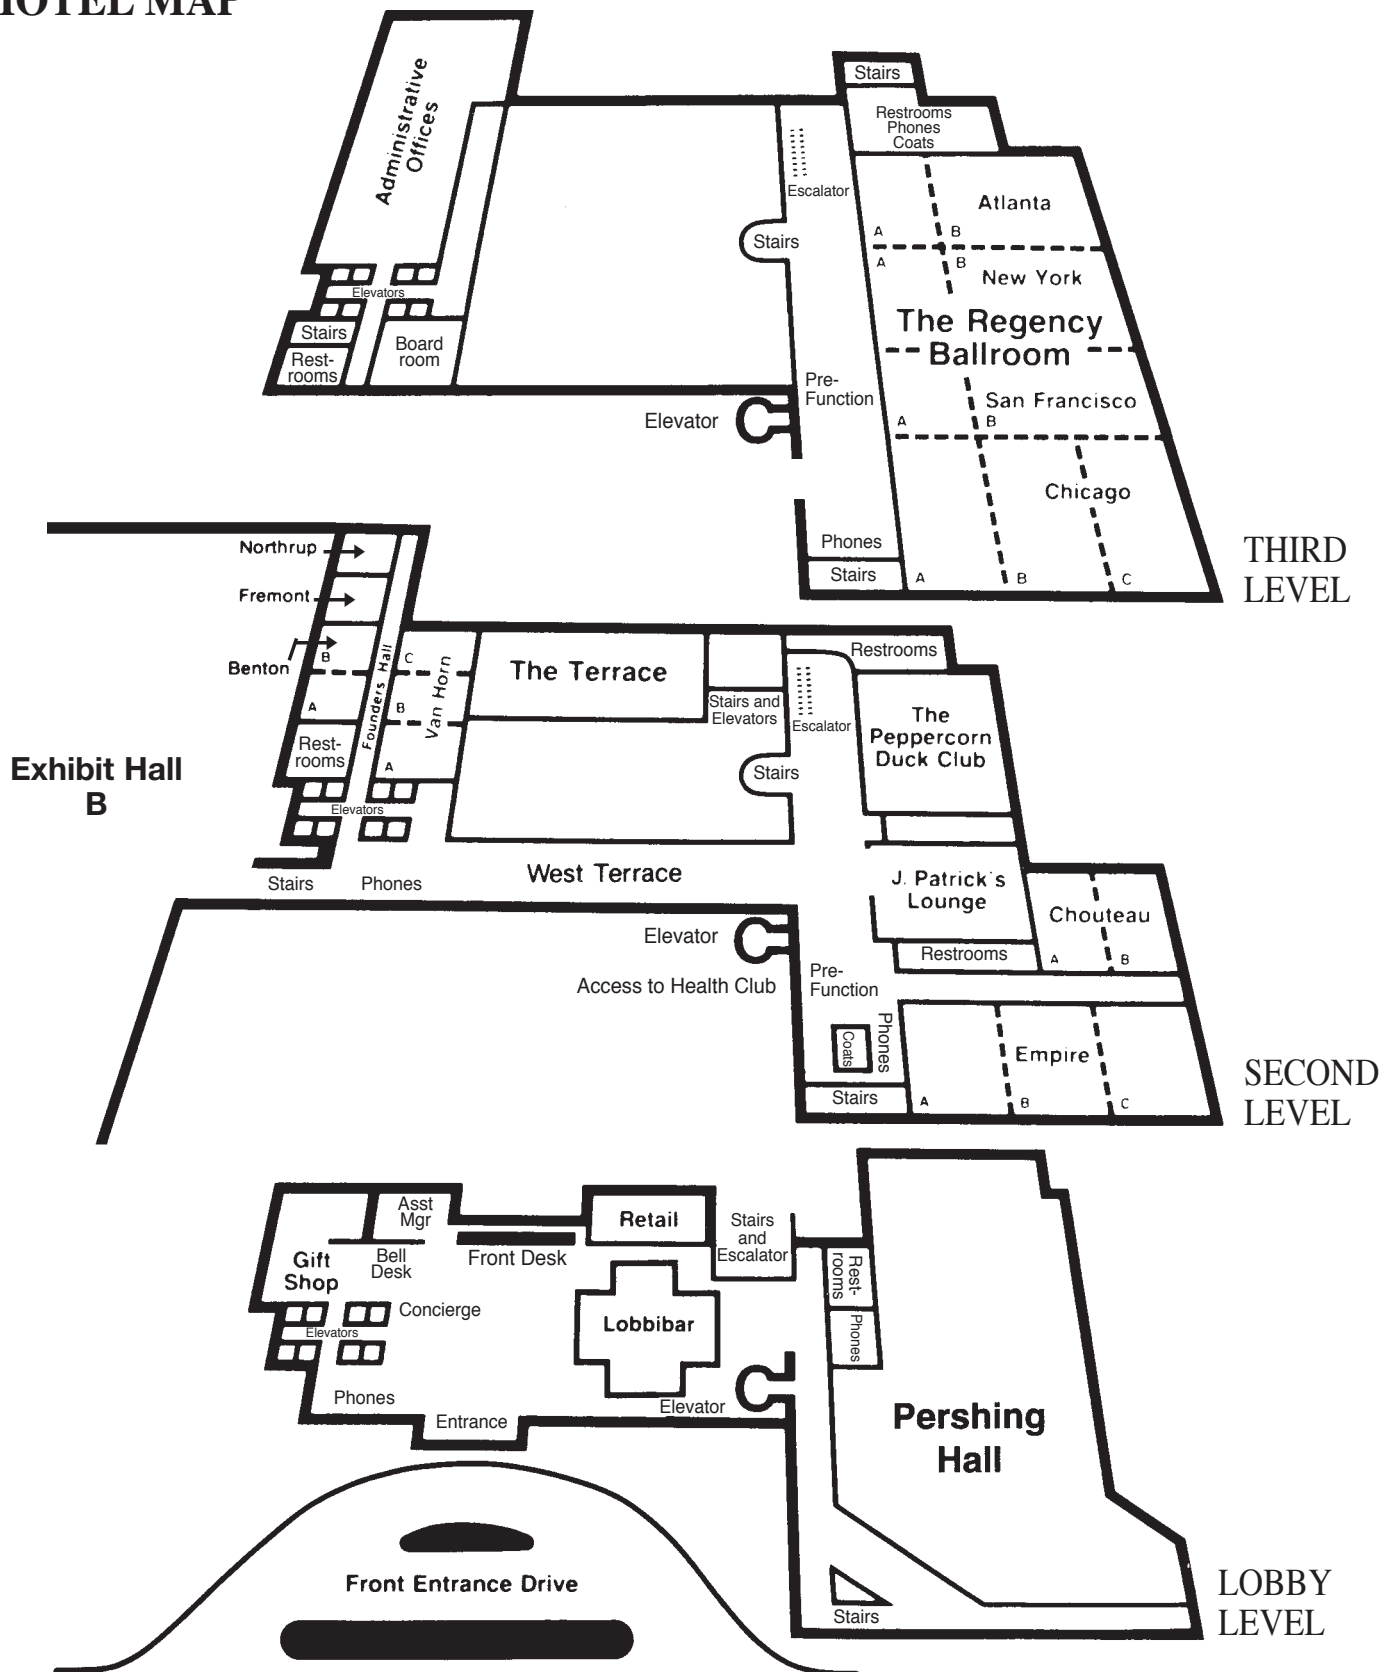 HOTEL MAP
Administrative
Offices
Elevators
Stairs
Rest-
rooms
Board
room
Stairs
Restrooms
Phones
Coats
Escalator
Stairs
Atlanta
A
B
A
B
New York
The Regency
Ballroom
San Francisco
A
B
Pre-
Function
Elevator
Chicago
Phones
Stairs
A
B
C
THIRD
LEVEL
Northrup
Fremont
Benton
B
A
Founders Hall
C
B
A
Van Horn
Rest-
rooms
Elevators
Exhibit Hall
B
The Terrace
Stairs and
Elevators
Restrooms
Escalator
Stairs
The
Peppercorn
Duck Club
West Terrace
Stairs
Phones
J. Patrick's
Lounge
Restrooms
Chouteau
A
B
Elevator
Access to Health Club
Pre-
Function
Phones
Coats
Stairs
Empire
A
B
C
SECOND
LEVEL
Asst
Mgr
Gift
Shop
Bell
Desk
Front Desk
Retail
Stairs
and
Escalator
Rest-
rooms
Phones
Elevators
Concierge
Lobbibar
Phones
Entrance
Elevator
Pershing
Hall
Front Entrance Drive
Stairs
LOBBY
LEVEL